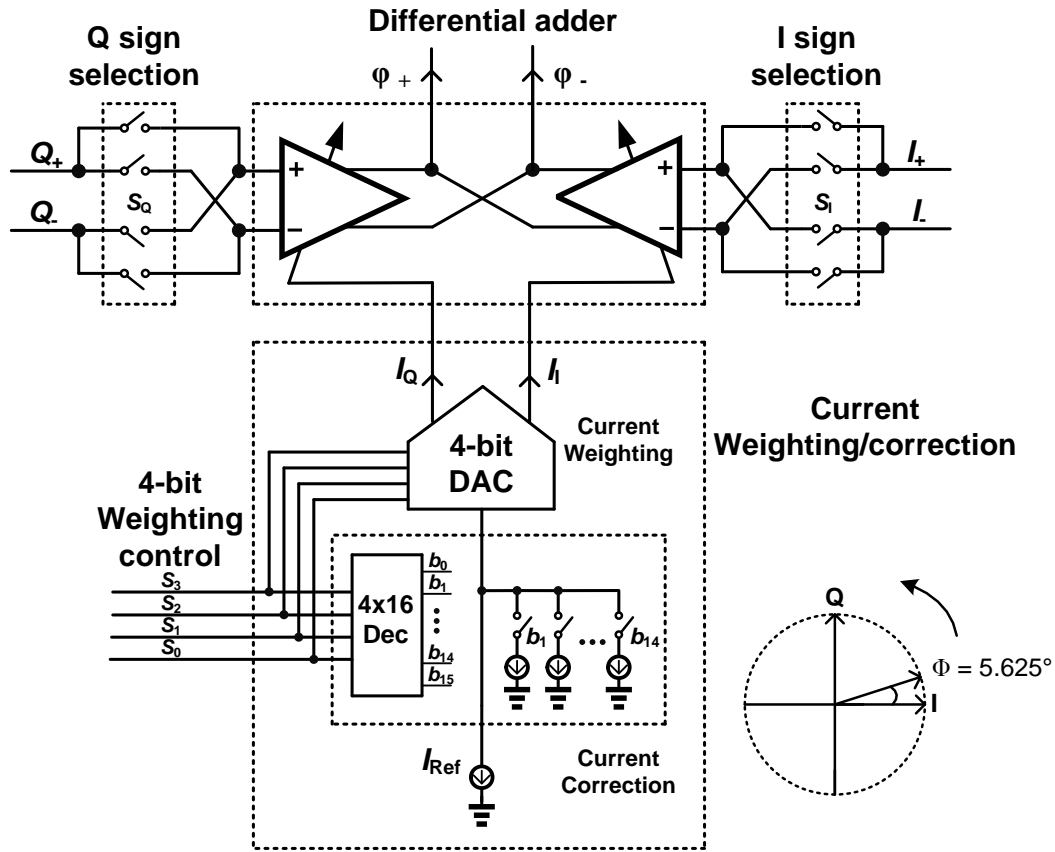 Differential adder
Q sign
selection
I sign
selection
φ +
φ -
Q+
Q-
SQ
+
−
+
−
SI
I+
I-
IQ
II
4-bit
DAC
Current
Weighting
Current
Weighting/correction
4-bit
Weighting
control
S3
S2
S1
S0
4x16
Dec
b0
b1
b14
b15
b1
b14
IRef
Current
Correction
Q
I
Φ = 5.625°